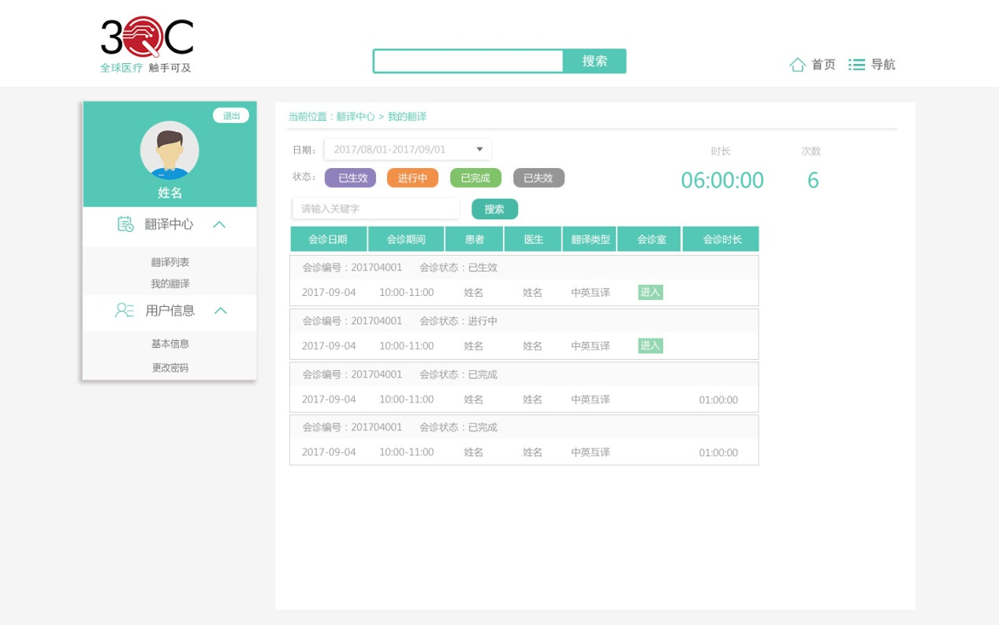 3QC
全球医疗 触手可及
搜索
首页 导航
退出
姓名
翻译中心
翻译列表
我的翻译
用户信息
基本信息
更改密码
当前位置：翻译中心 > 我的翻译
日期： 2017/08/01-2017/09/01
时长 次数
状态： 已生效 进行中 已完成 已失效
06:00:00 6
请输入关键字 搜索
会诊日期 会诊期间 患者 医生 翻译类型 会诊室 会诊时长
会诊编号：201704001 会诊状态：已生效
2017-09-04 10:00-11:00 姓名 姓名 中英互译 进入
会诊编号：201704001 会诊状态：进行中
2017-09-04 10:00-11:00 姓名 姓名 中英互译 进入
会诊编号：201704001 会诊状态：已完成
2017-09-04 10:00-11:00 姓名 姓名 中英互译 01:00:00
会诊编号：201704001 会诊状态：已完成
2017-09-04 10:00-11:00 姓名 姓名 中英互译 01:00:00